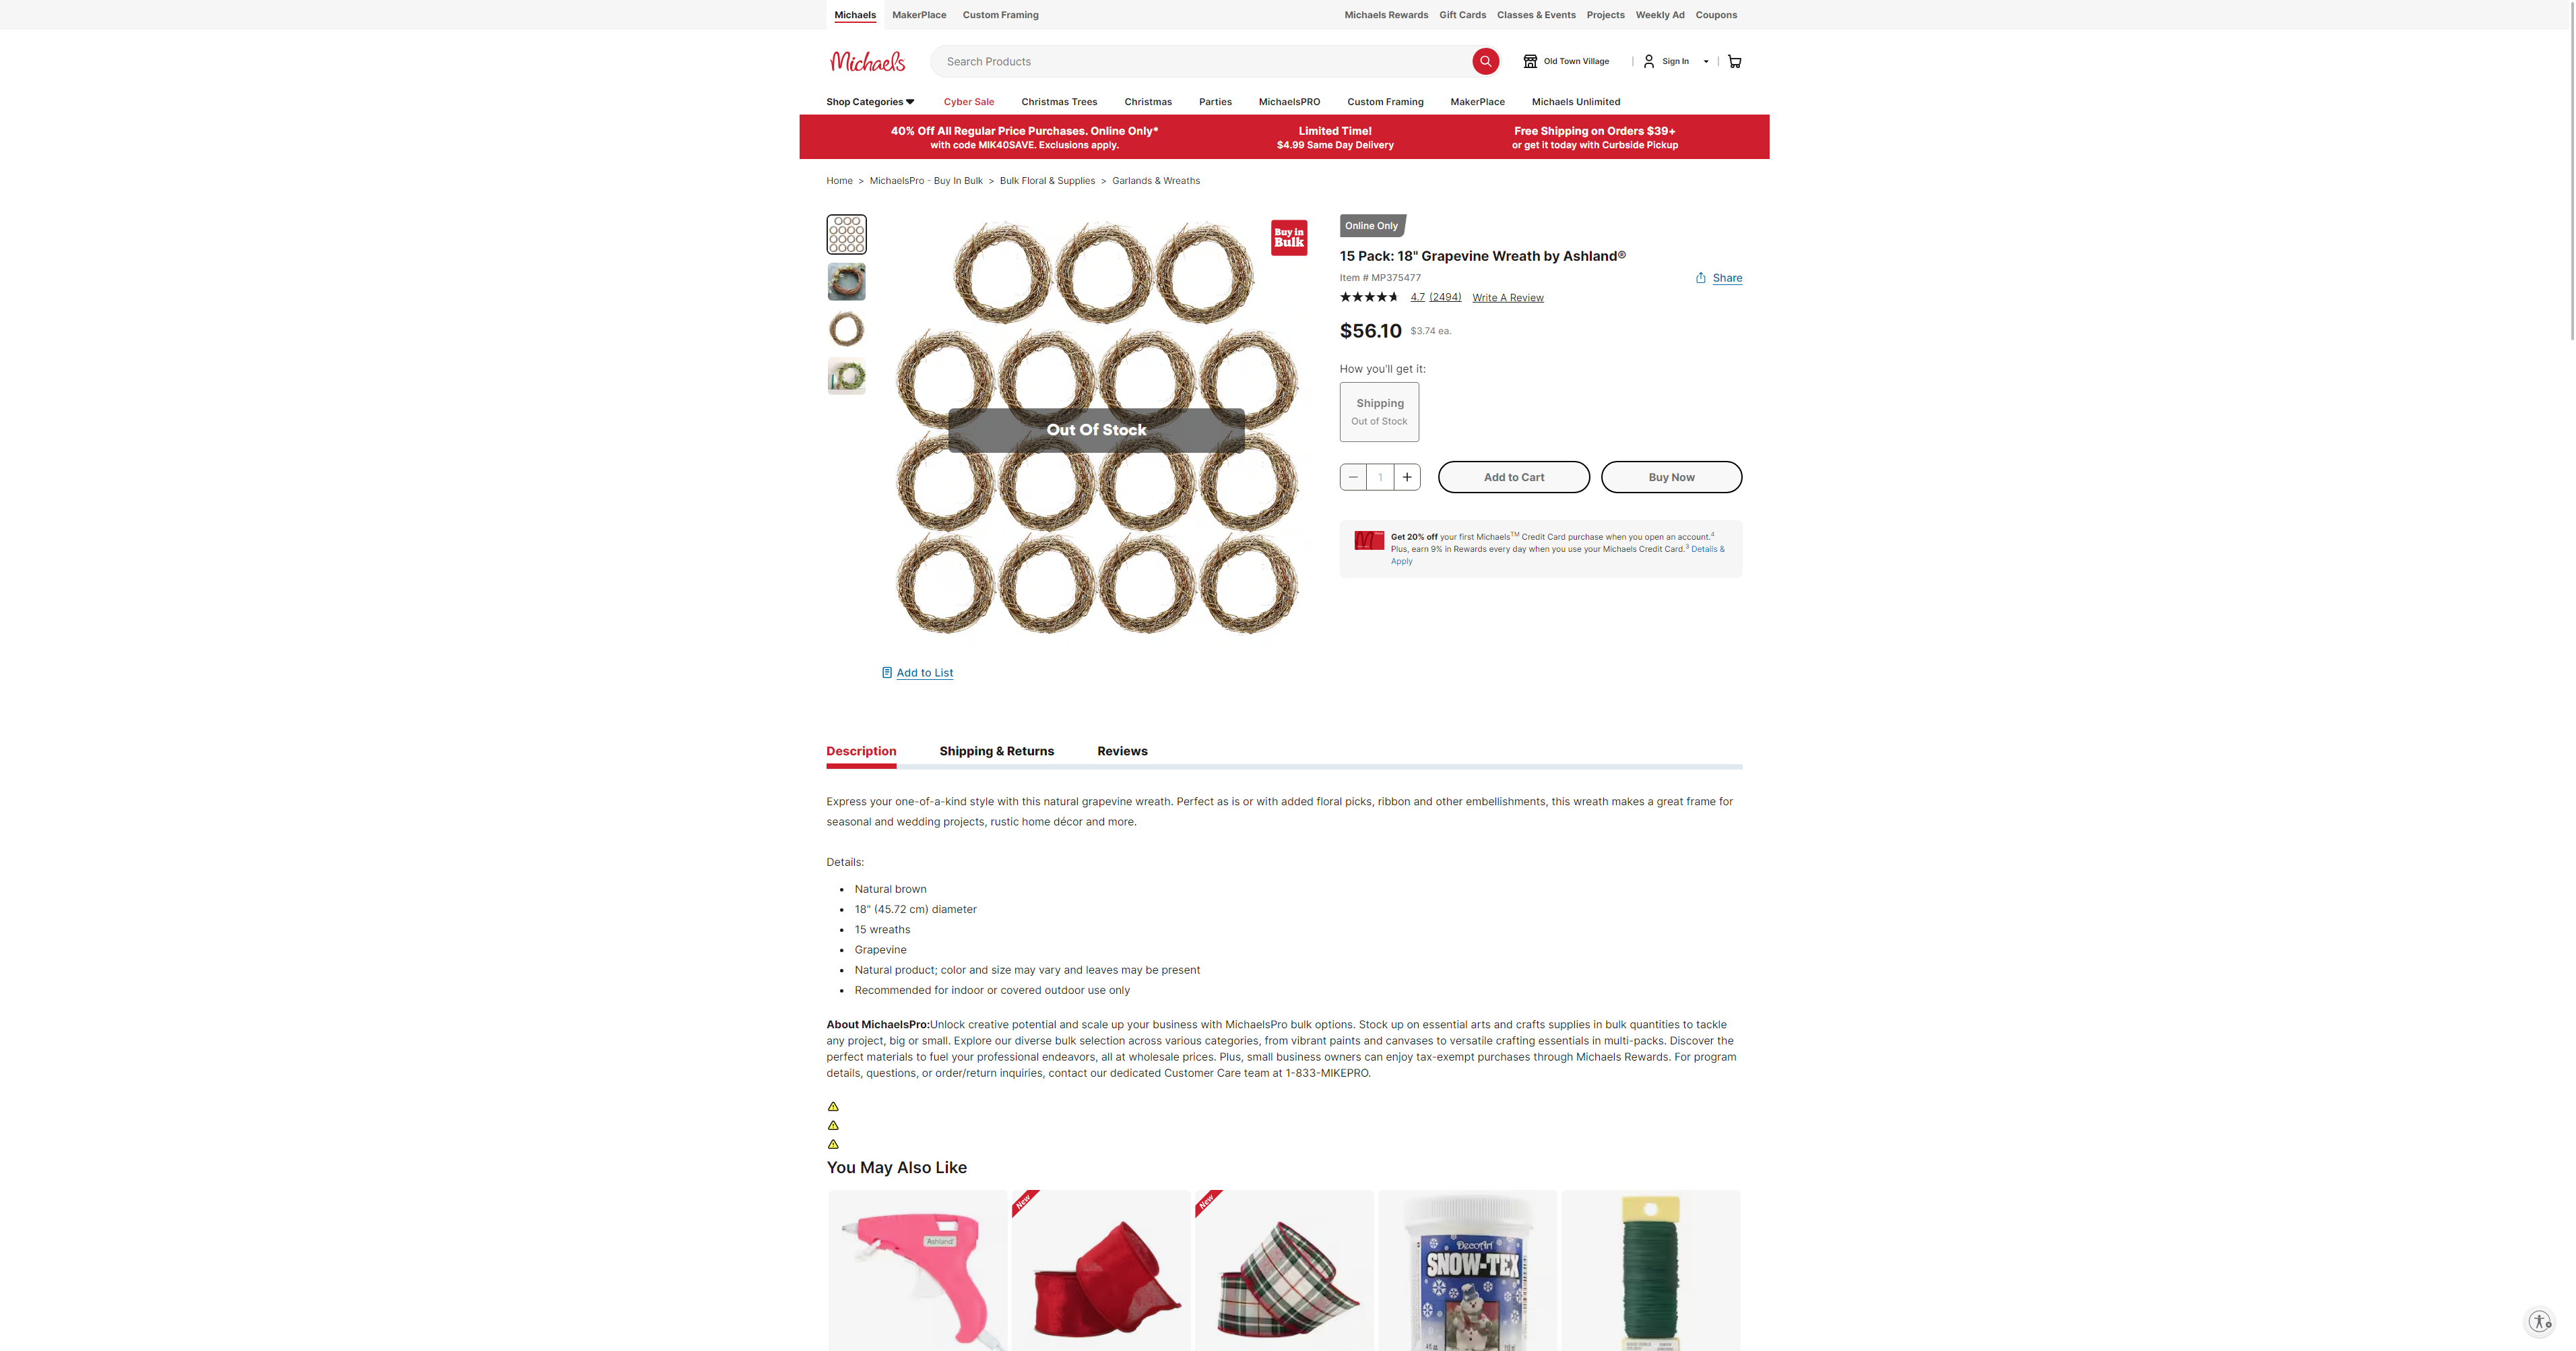 Michaels MakerPlace Custom Framing Michaels Rewards Gift Cards Classes & Events Projects Weekly Ad Coupons
Michaels Search Products Old Town Village | Sign In |
Shop Categories Cyber Sale Christmas Trees Christmas Parties MichaelsPRO Custom Framing MakerPlace Michaels Unlimited
40% Off All Regular Price Purchases. Online Only* Limited Time! Free Shipping on Orders $39+
with code MIK40SAVE. Exclusions apply. $4.99 Same Day Delivery or get it today with Curbside Pickup
Home > MichaelsPro - Buy In Bulk > Bulk Floral & Supplies > Garlands & Wreaths
Buy in
Bulk
Out Of Stock
Add to List
Online Only
15 Pack: 18" Grapevine Wreath by Ashland®
Item # MP375477 Share
4.7 (2494) Write A Review
$56.10 $3.74 ea.
How you'll get it:
Shipping
Out of Stock
1 Add to Cart Buy Now
Get 20% off your first Michaels™ Credit Card purchase when you open an account.⁴
Plus, earn 9% in Rewards every day when you use your Michaels Credit Card.³ Details &
Apply
Description Shipping & Returns Reviews
Express your one-of-a-kind style with this natural grapevine wreath. Perfect as is or with added floral picks, ribbon and other embellishments, this wreath makes a great frame for
seasonal and wedding projects, rustic home décor and more.
Details:
• Natural brown
• 18" (45.72 cm) diameter
• 15 wreaths
• Grapevine
• Natural product; color and size may vary and leaves may be present
• Recommended for indoor or covered outdoor use only
About MichaelsPro:Unlock creative potential and scale up your business with MichaelsPro bulk options. Stock up on essential arts and crafts supplies in bulk quantities to tackle
any project, big or small. Explore our diverse bulk selection across various categories, from vibrant paints and canvases to versatile crafting essentials in multi-packs. Discover the
perfect materials to fuel your professional endeavors, all at wholesale prices. Plus, small business owners can enjoy tax-exempt purchases through Michaels Rewards. For program
details, questions, or order/return inquiries, contact our dedicated Customer Care team at 1-833-MIKEPRO.
You May Also Like
Ashland
New
New
DecoArt
SNOW-TEX